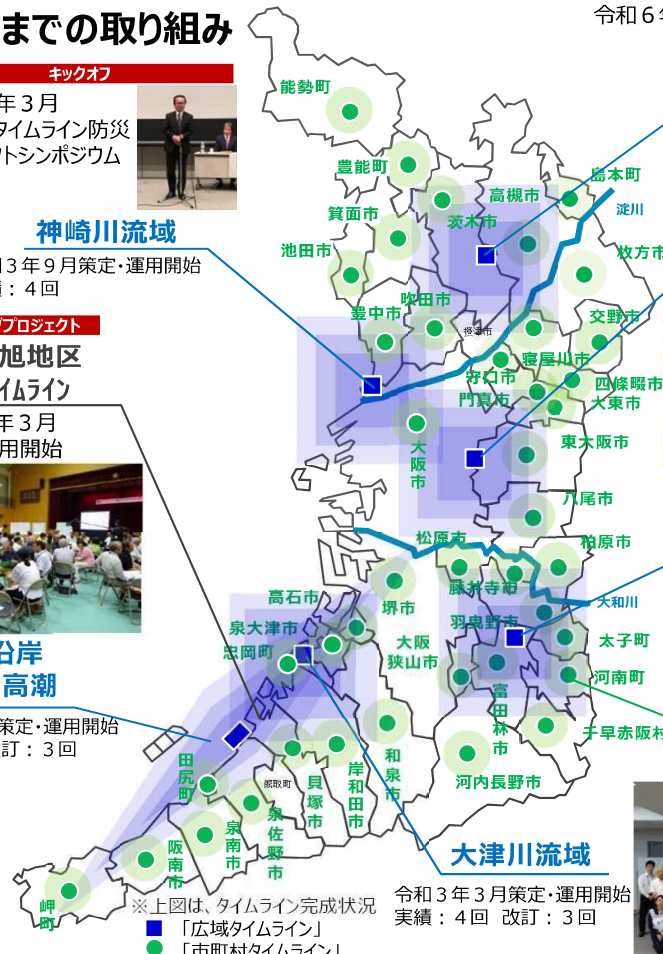 までの取り組み
令和６年
キックオフ
年３月
タイムライン防災
クトシンポジウム
神崎川流域
３年９月策定・運用開始
：４回
プロジェクト
旭地区
イムライン
年３月
用開始
沿岸
高潮
策定・運用開始
訂：３回
能勢町
豊能町
島本町
高槻市
淀川
茨木市
箕面市
池田市
枚方市
吹田市
豊中市
交野市
摂津市
寝屋川市
守口市
四條畷市
門真市
大東市
大阪市
東大阪市
八尾市
松原市
柏原市
藤井寺市
高石市
堺市
大和川
羽曳野市
泉大津市
太子町
忠岡町
大阪
狭山市
河南町
富田林市
千早赤阪村
田尻町
熊取町
貝塚市
岸和田市
和泉市
河内長野市
泉佐野市
泉南市
阪南市
岬町
大津川流域
令和３年３月策定・運用開始
実績：４回 改訂：３回
※上図は、タイムライン完成状況
「広域タイムライン」
「市町村タイムライン」